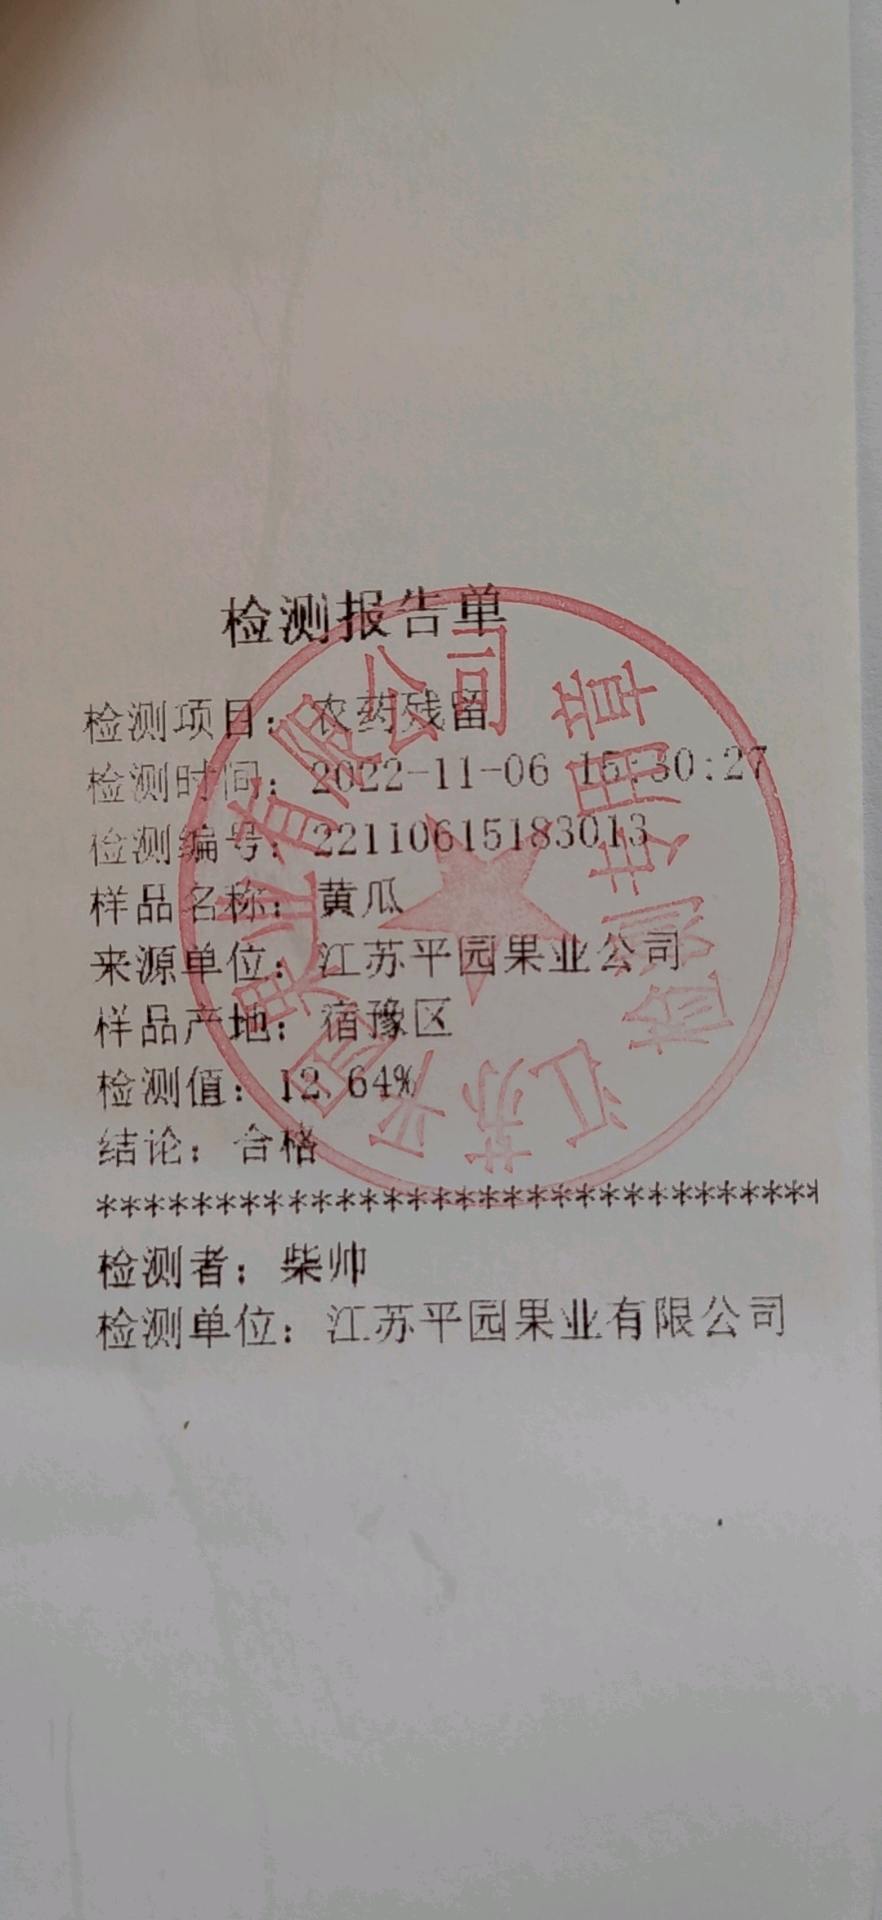 检测报告单
检测项目：农药残留
检测时间：2022-11-06 15:30:27
检测编号：22110615183013
样品名称：黄瓜
来源单位：江苏平园果业公司
样品产地：宿豫区
检测值：12.64%
结论：合格
******************************
检测者：柴帅
检测单位：江苏平园果业有限公司
江苏平园果业有限公司
检测专用章